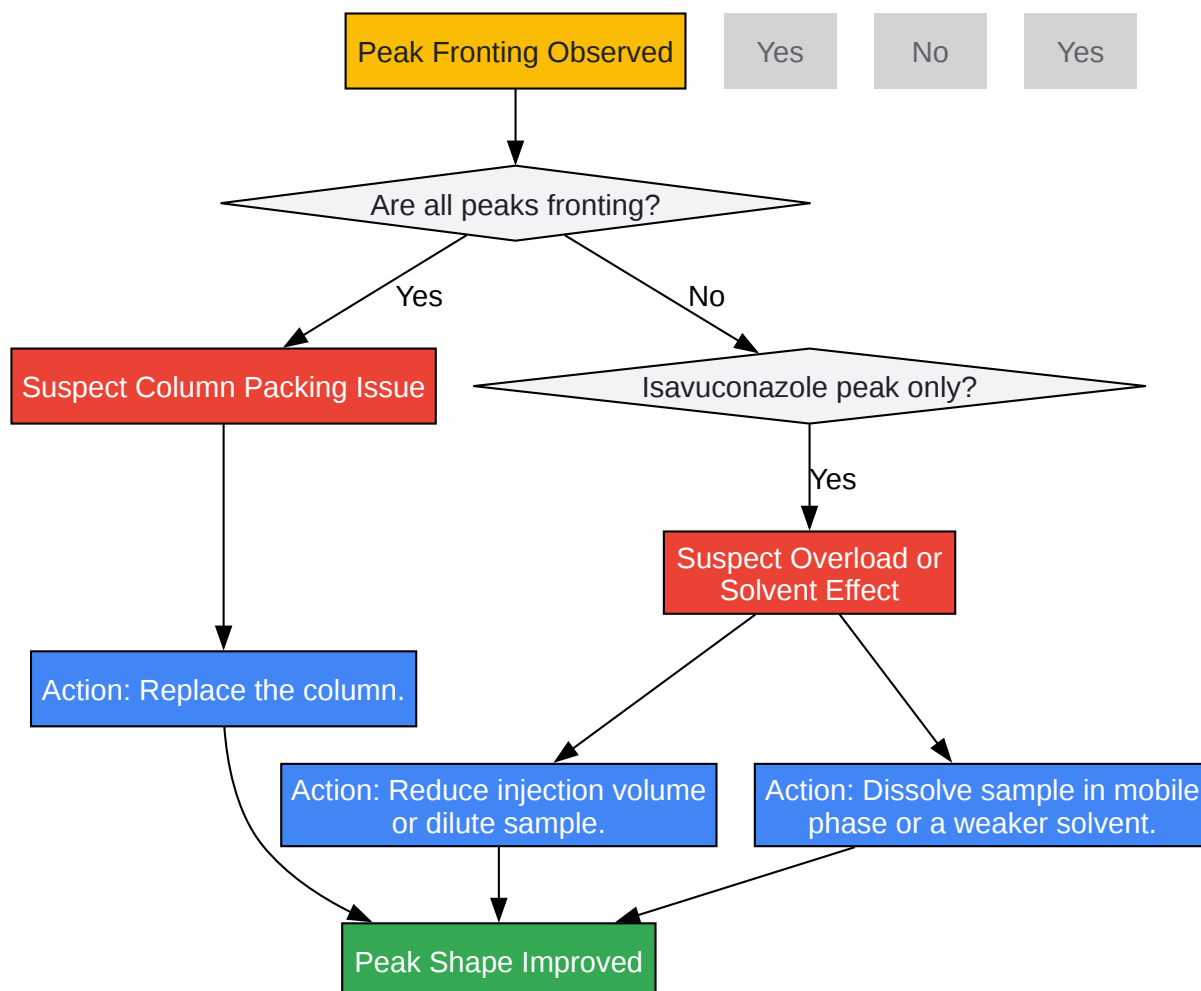 Peak Fronting Observed
Yes
No
Yes
Are all peaks fronting?
Yes
No
Suspect Column Packing Issue
Isavuconazole peak only?
Yes
Suspect Overload or
Solvent Effect
Action: Replace the column.
Action: Reduce injection volume
or dilute sample.
Action: Dissolve sample in mobile
phase or a weaker solvent.
Peak Shape Improved